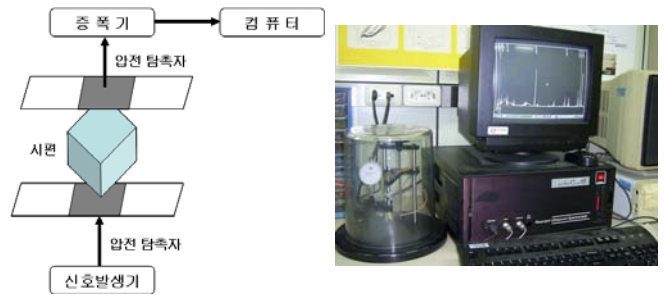 증 폭 기
컴 퓨 터
압전 탐촉자
시편
압전 탐촉자
신호발생기